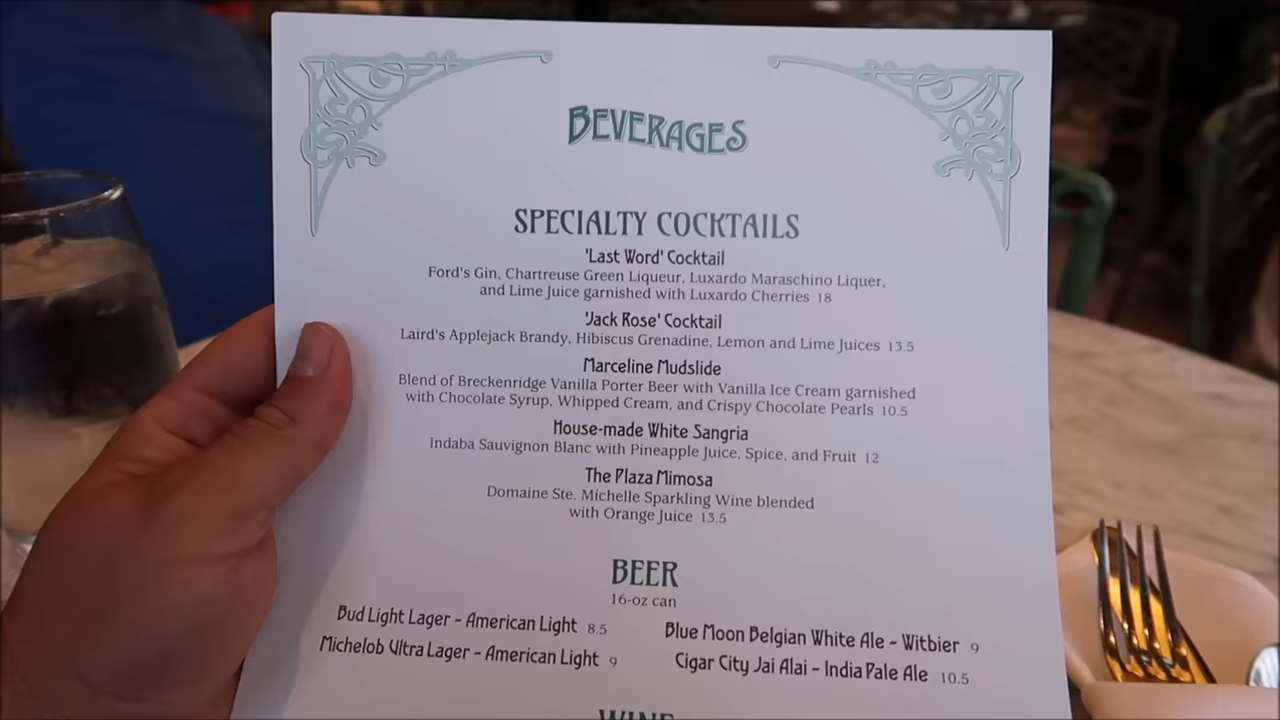 BEVERAGES
SPECIALTY COCKTAILS
'Last Word' Cocktail
Ford's Gin, Chartreuse Green Liqueur, Luxardo Maraschino Liquer,
and Lime Juice garnished with Luxardo Cherries 18
'Jack Rose' Cocktail
Laird's Applejack Brandy, Hibiscus Grenadine, Lemon and Lime Juices 13.5
Marceline Mudslide
Blend of Breckenridge Vanilla Porter Beer with Vanilla Ice Cream garnished
with Chocolate Syrup, Whipped Cream, and Crispy Chocolate Pearls 10.5
House-made White Sangria
Indaba Sauvignon Blanc with Pineapple Juice, Spice, and Fruit 12
The Plaza Mimosa
Domaine Ste. Michelle Sparkling Wine blended
with Orange Juice 13.5
BEER
16-oz can
Bud Light Lager - American Light 8.5
Michelob Ultra Lager - American Light 9
Blue Moon Belgian White Ale - Witbier 9
Cigar City Jai Alai - India Pale Ale 10.5
WINE